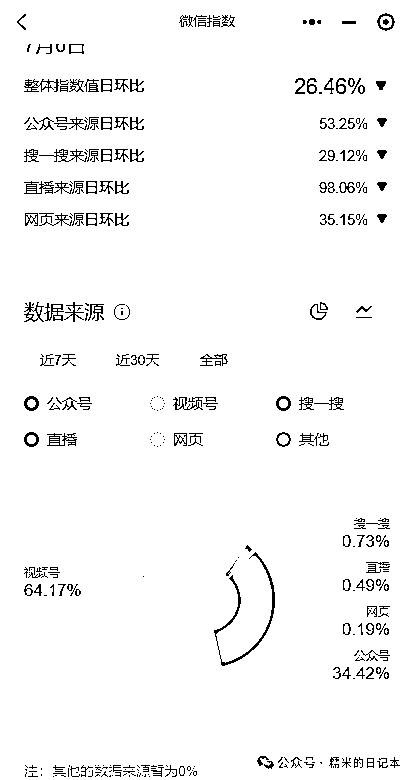 微信指数
7月6日
整体指数值日环比 26.46% ▼
公众号来源日环比 53.25% ▼
搜一搜来源日环比 29.12% ▼
直播来源日环比 98.06% ▼
网页来源日环比 35.15% ▼
数据来源
近7天 近30天 全部
公众号 视频号 搜一搜
直播 网页 其他
搜一搜
0.73%
视频号
64.17%
直播
0.49%
网页
0.19%
公众号
34.42%
注：其他的数据来源暂为0%
公众号·糯米的日记本